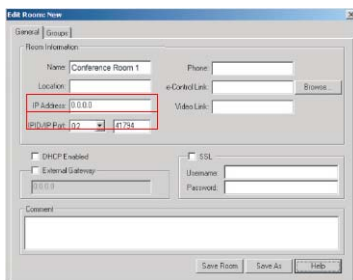 Edit Room: New
General Groups
Room Information
Name: Conference Room 1
Phone:
Location:
e-Control Link:
Browse...
IP Address: 0.0.0.0
Video Link:
IPID/IP Port: 02 41794
DHCP Enabled
SSL
External Gateway
Username:
0.0.0.0
Password:
Comment
Save Room Save As Help